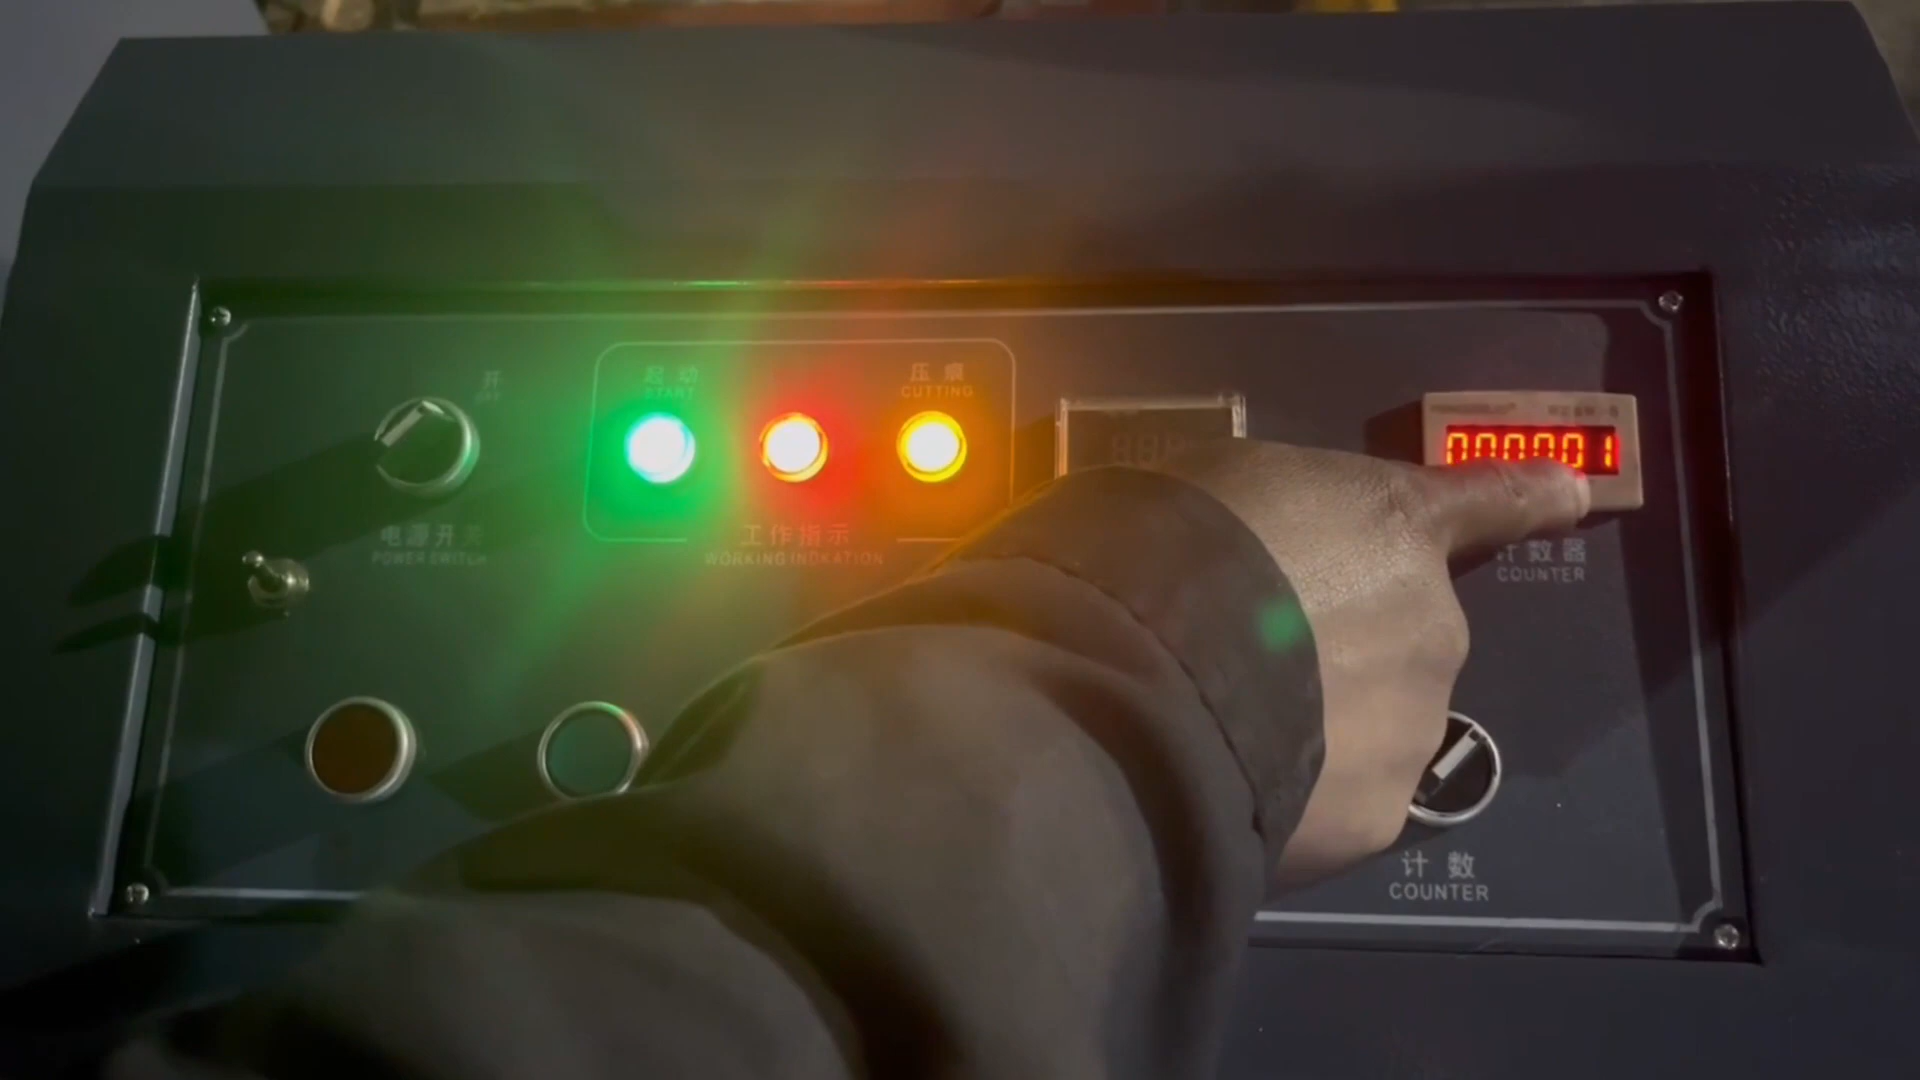 开
起动
START
压痕
CUTTING
0000001
电源开关
POWER SWITCH
工作指示
WORKING INDKATION
计数器
COUNTER
计数
COUNTER